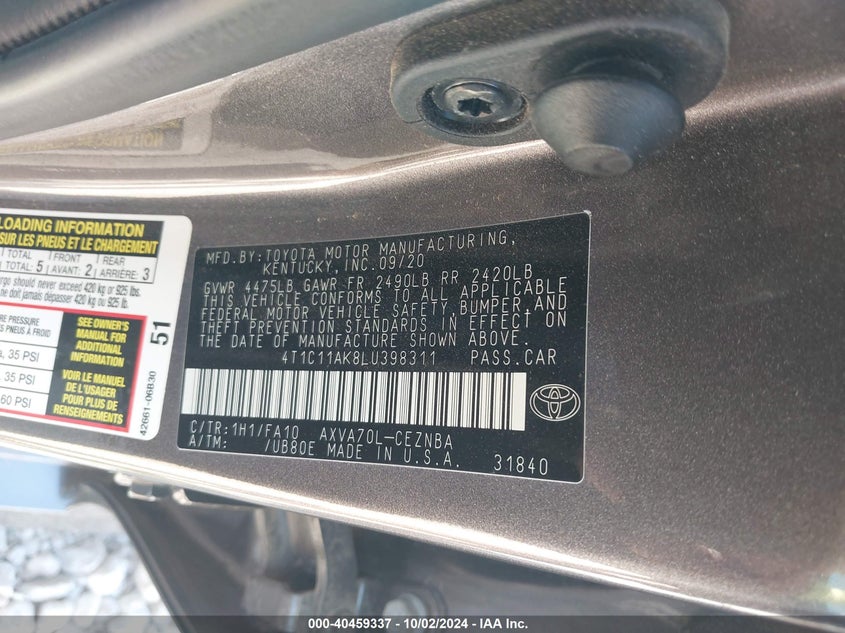 LOADING INFORMATION
SUR LES PNEUS ET LE CHARGEMENT
TOTAL FRONT
TOTAL: 5 AVANT: 2 ARRIÈRE: 3
should never exceed 420 kg or 925 lbs.
ne doit jamais dépasser 420 kg ou 925 lb.
PRESSURE
PNEUS À FROID
35 PSI
35 PSI
60 PSI
SEE OWNER'S
MANUAL FOR
ADDITIONAL
INFORMATION
VOIR LE MANUEL
DE L'USAGER
POUR PLUS DE
RENSEIGNEMENTS
51
42661-06B30
MFD. BY: TOYOTA MOTOR MANUFACTURING,
KENTUCKY, INC. 09/20
GVWR 4475LB GAWR FR 2490LB RR 2420LB
THIS VEHICLE CONFORMS TO ALL APPLICABLE
FEDERAL MOTOR VEHICLE SAFETY, BUMPER, AND
THEFT PREVENTION STANDARDS IN EFFECT ON
THE DATE OF MANUFACTURE SHOWN ABOVE.
4T1C11AK8LU398311 PASS.CAR
C/TR: 1H1/FA10 AXVA70L-CEZNBA
A/TM: /UB80E MADE IN U.S.A. 31840
000-40459337 - 10/02/2024 - IAA Inc.